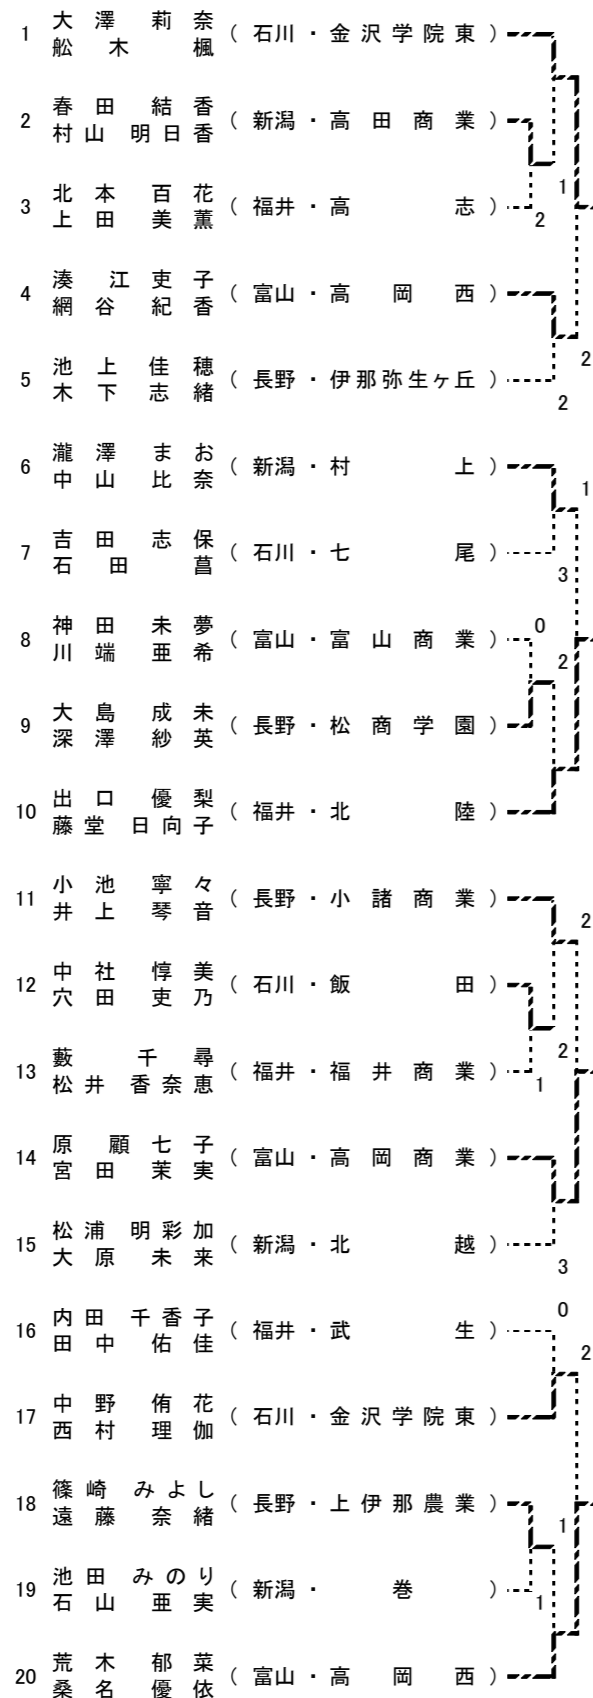 大澤莉奈
1 (石川・金沢学院東)
舩木楓
1
春田結香
2 (新潟・高田商業)
村山明日香
2
北本百花
3 (福井・高志)
上田美薫
湊江吏子
4 (富山・高岡西)
網谷紀香
2
池上佳穂
5 (長野・伊那弥生ヶ丘)
木下志緒
2
瀧澤まお
6 (新潟・村上)
中山比奈
1
吉田志保
7 (石川・七尾)
石田菖
3
神田未夢
8 (富山・富山商業)
川端亜希
0
2
大島成未
9 (長野・松商学園)
深澤紗英
出口優梨
10 (福井・北陸)
藤堂日向子
小池寧々
11 (長野・小諸商業)
井上琴音
2
中社惇美
12 (石川・飯田)
穴田吏乃
2
藪千尋
13 (福井・福井商業)
松井香奈恵
1
原顧七子
14 (富山・高岡商業)
宮田茉実
松浦明彩加
15 (新潟・北越)
大原未来
3
0
内田千香子
16 (福井・武生)
田中佑佳
2
中野侑花
17 (石川・金沢学院東)
西村理伽
篠崎みよし
18 (長野・上伊那農業)
遠藤奈緒
1
池田みのり
19 (新潟・巻)
石山亜実
1
荒木郁菜
20 (富山・高岡西)
桑名優依